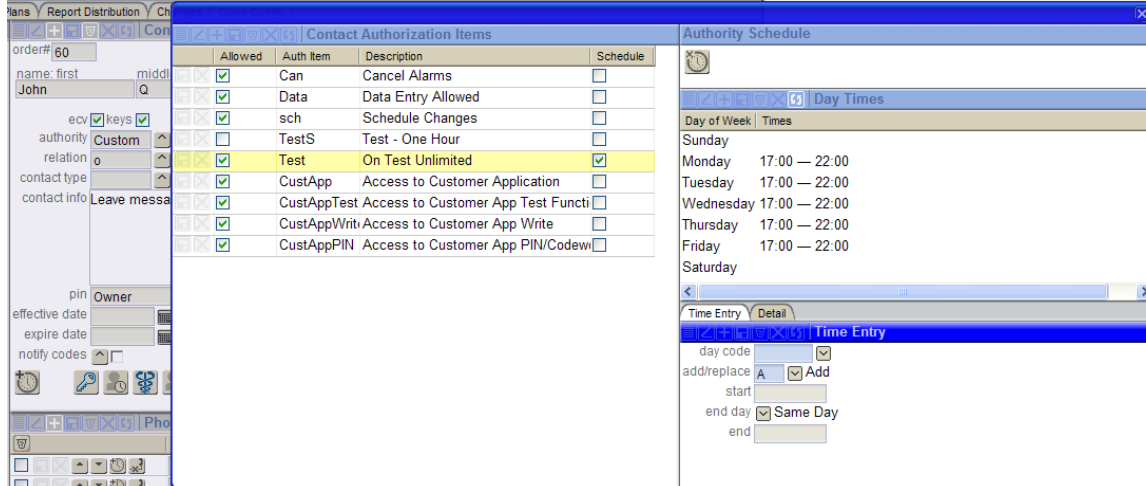 Plans Report Distribution Ch
Con
order# 60
name: first middl
John Q
ecv keys
authority Custom
relation o
contact type
contact info Leave messa
pin Owner
effective date
expire date
notify codes
Pho
Contact Authorization Items
Allowed Auth Item Description Schedule
Can Cancel Alarms
Data Data Entry Allowed
sch Schedule Changes
TestS Test - One Hour
Test On Test Unlimited
CustApp Access to Customer Application
CustAppTest Access to Customer App Test Functi
CustAppWrit Access to Customer App Write
CustAppPIN Access to Customer App PIN/Codew
Authority Schedule
Day Times
Day of Week Times
Sunday
Monday 17:00 — 22:00
Tuesday 17:00 — 22:00
Wednesday 17:00 — 22:00
Thursday 17:00 — 22:00
Friday 17:00 — 22:00
Saturday
Time Entry Detail
Time Entry
day code
add/replace A Add
start
end day Same Day
end